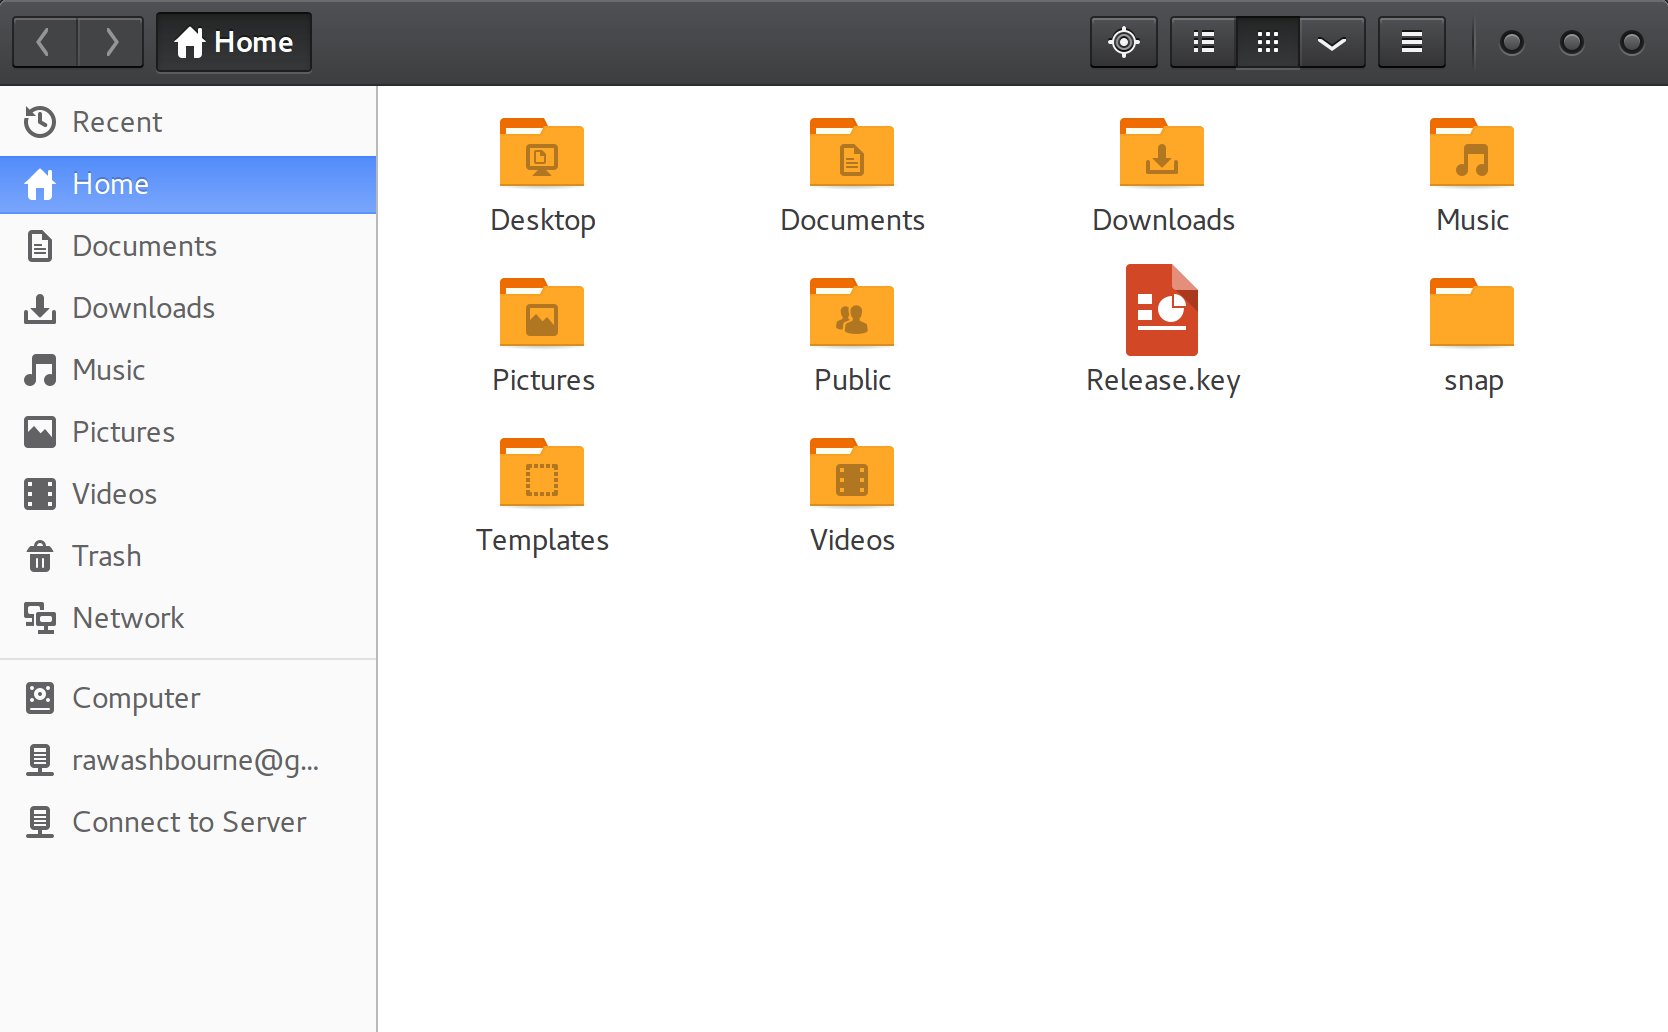 Home
Recent
Home
Documents
Downloads
Music
Pictures
Videos
Trash
Network
Computer
rawashbourne@g...
Connect to Server
Desktop
Documents
Downloads
Music
Pictures
Public
Release.key
snap
Templates
Videos